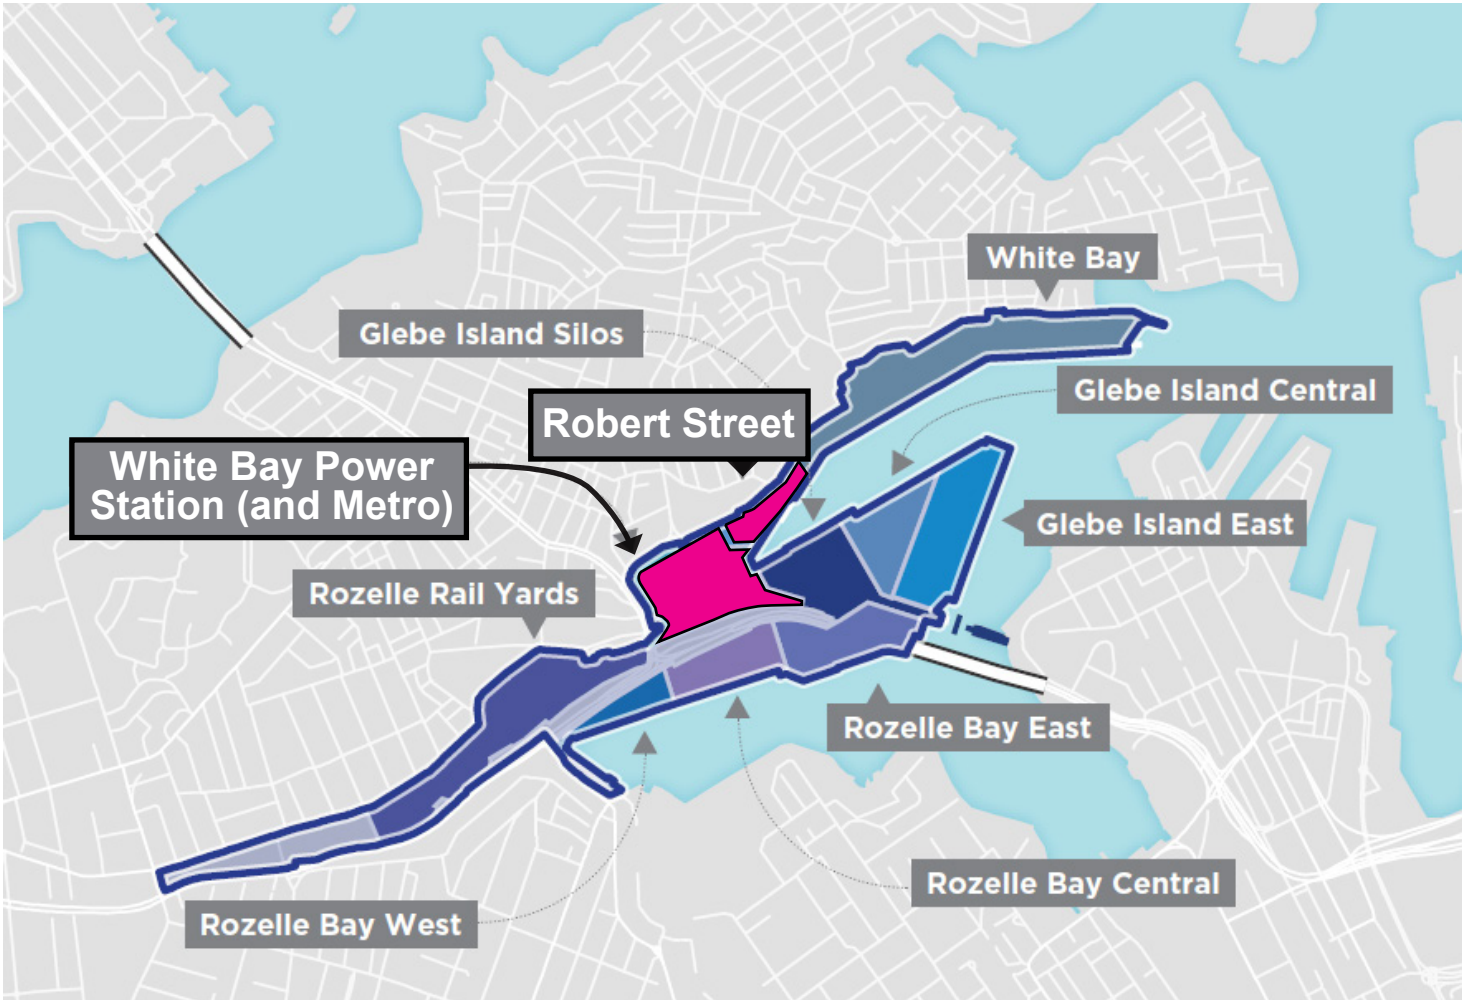 White Bay
Glebe Island Silos
Glebe Island Central
Robert Street
White Bay Power
Station (and Metro)
Glebe Island East
Rozelle Rail Yards
Rozelle Bay East
Rozelle Bay Central
Rozelle Bay West